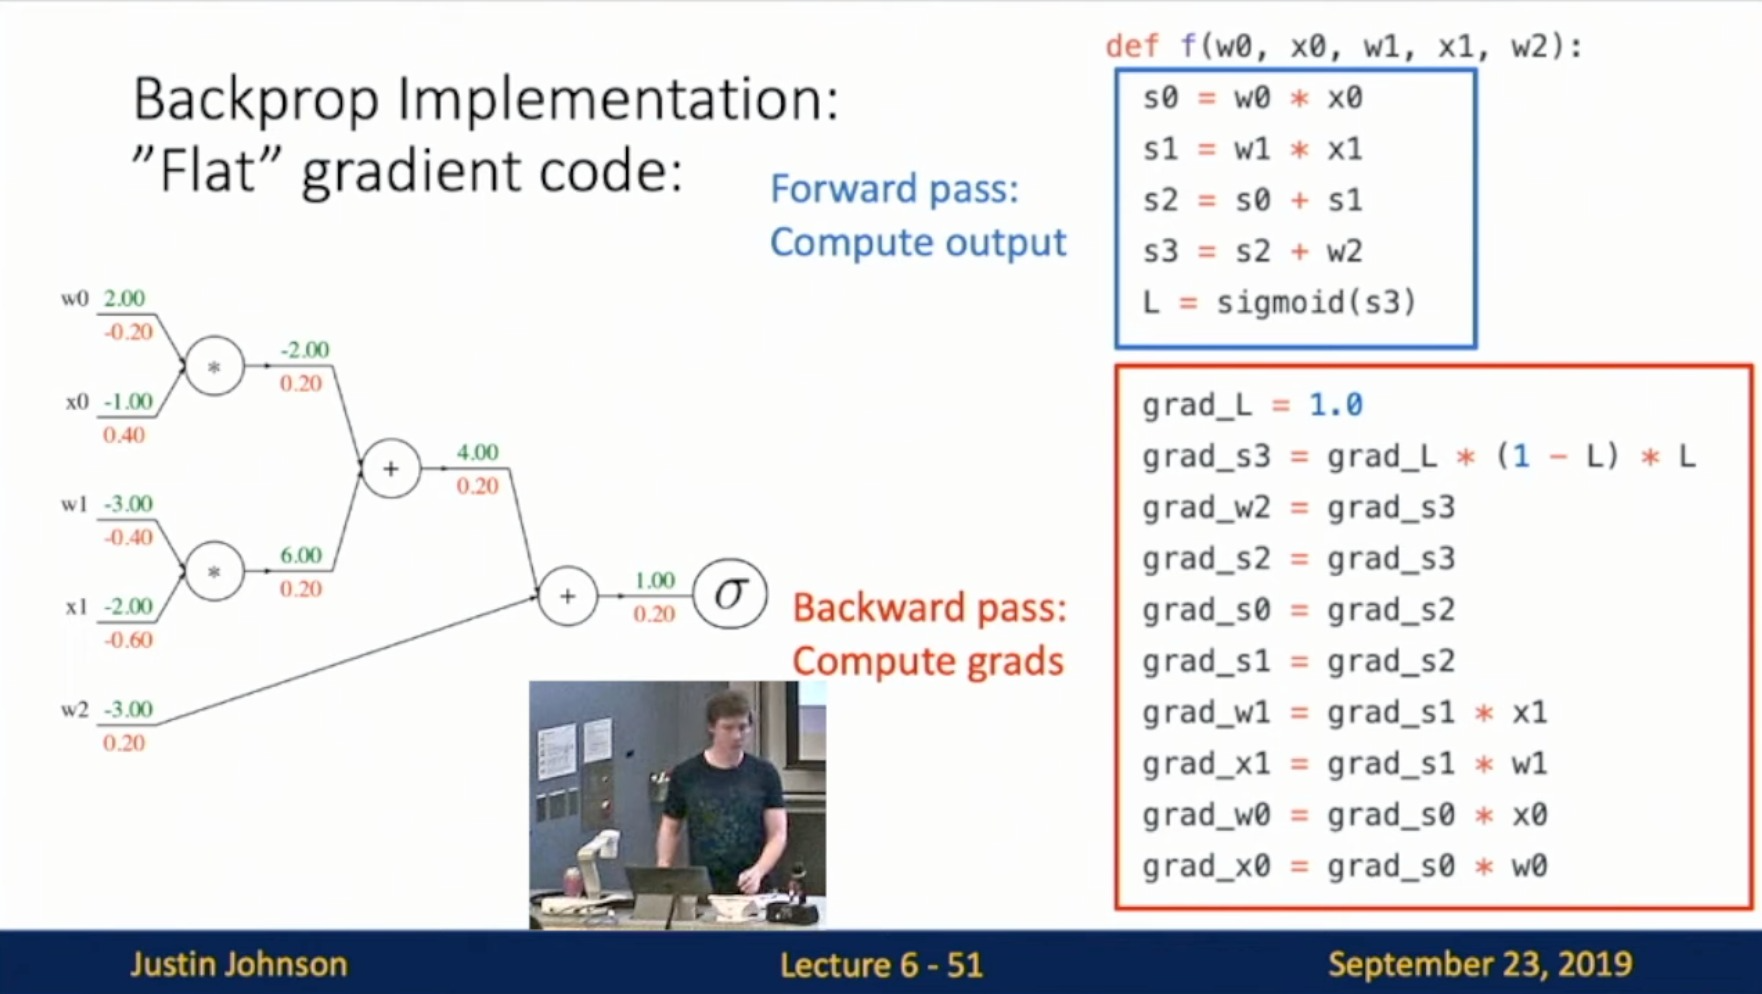 Backprop Implementation:
”Flat” gradient code:
Forward pass:
Compute output
def f(w0, x0, w1, x1, w2):
s0 = w0 * x0
s1 = w1 * x1
s2 = s0 + s1
s3 = s2 + w2
L = sigmoid(s3)
w0 2.00
-0.20
*
-2.00
0.20
x0 -1.00
0.40
+
4.00
0.20
w1 -3.00
-0.40
*
6.00
0.20
x1 -2.00
-0.60
+
1.00
0.20
σ
w2 -3.00
0.20
Backward pass:
Compute grads
grad_L = 1.0
grad_s3 = grad_L * (1 - L) * L
grad_w2 = grad_s3
grad_s2 = grad_s3
grad_s0 = grad_s2
grad_s1 = grad_s2
grad_w1 = grad_s1 * x1
grad_x1 = grad_s1 * w1
grad_w0 = grad_s0 * x0
grad_x0 = grad_s0 * w0
Justin Johnson
Lecture 6 - 51
September 23, 2019